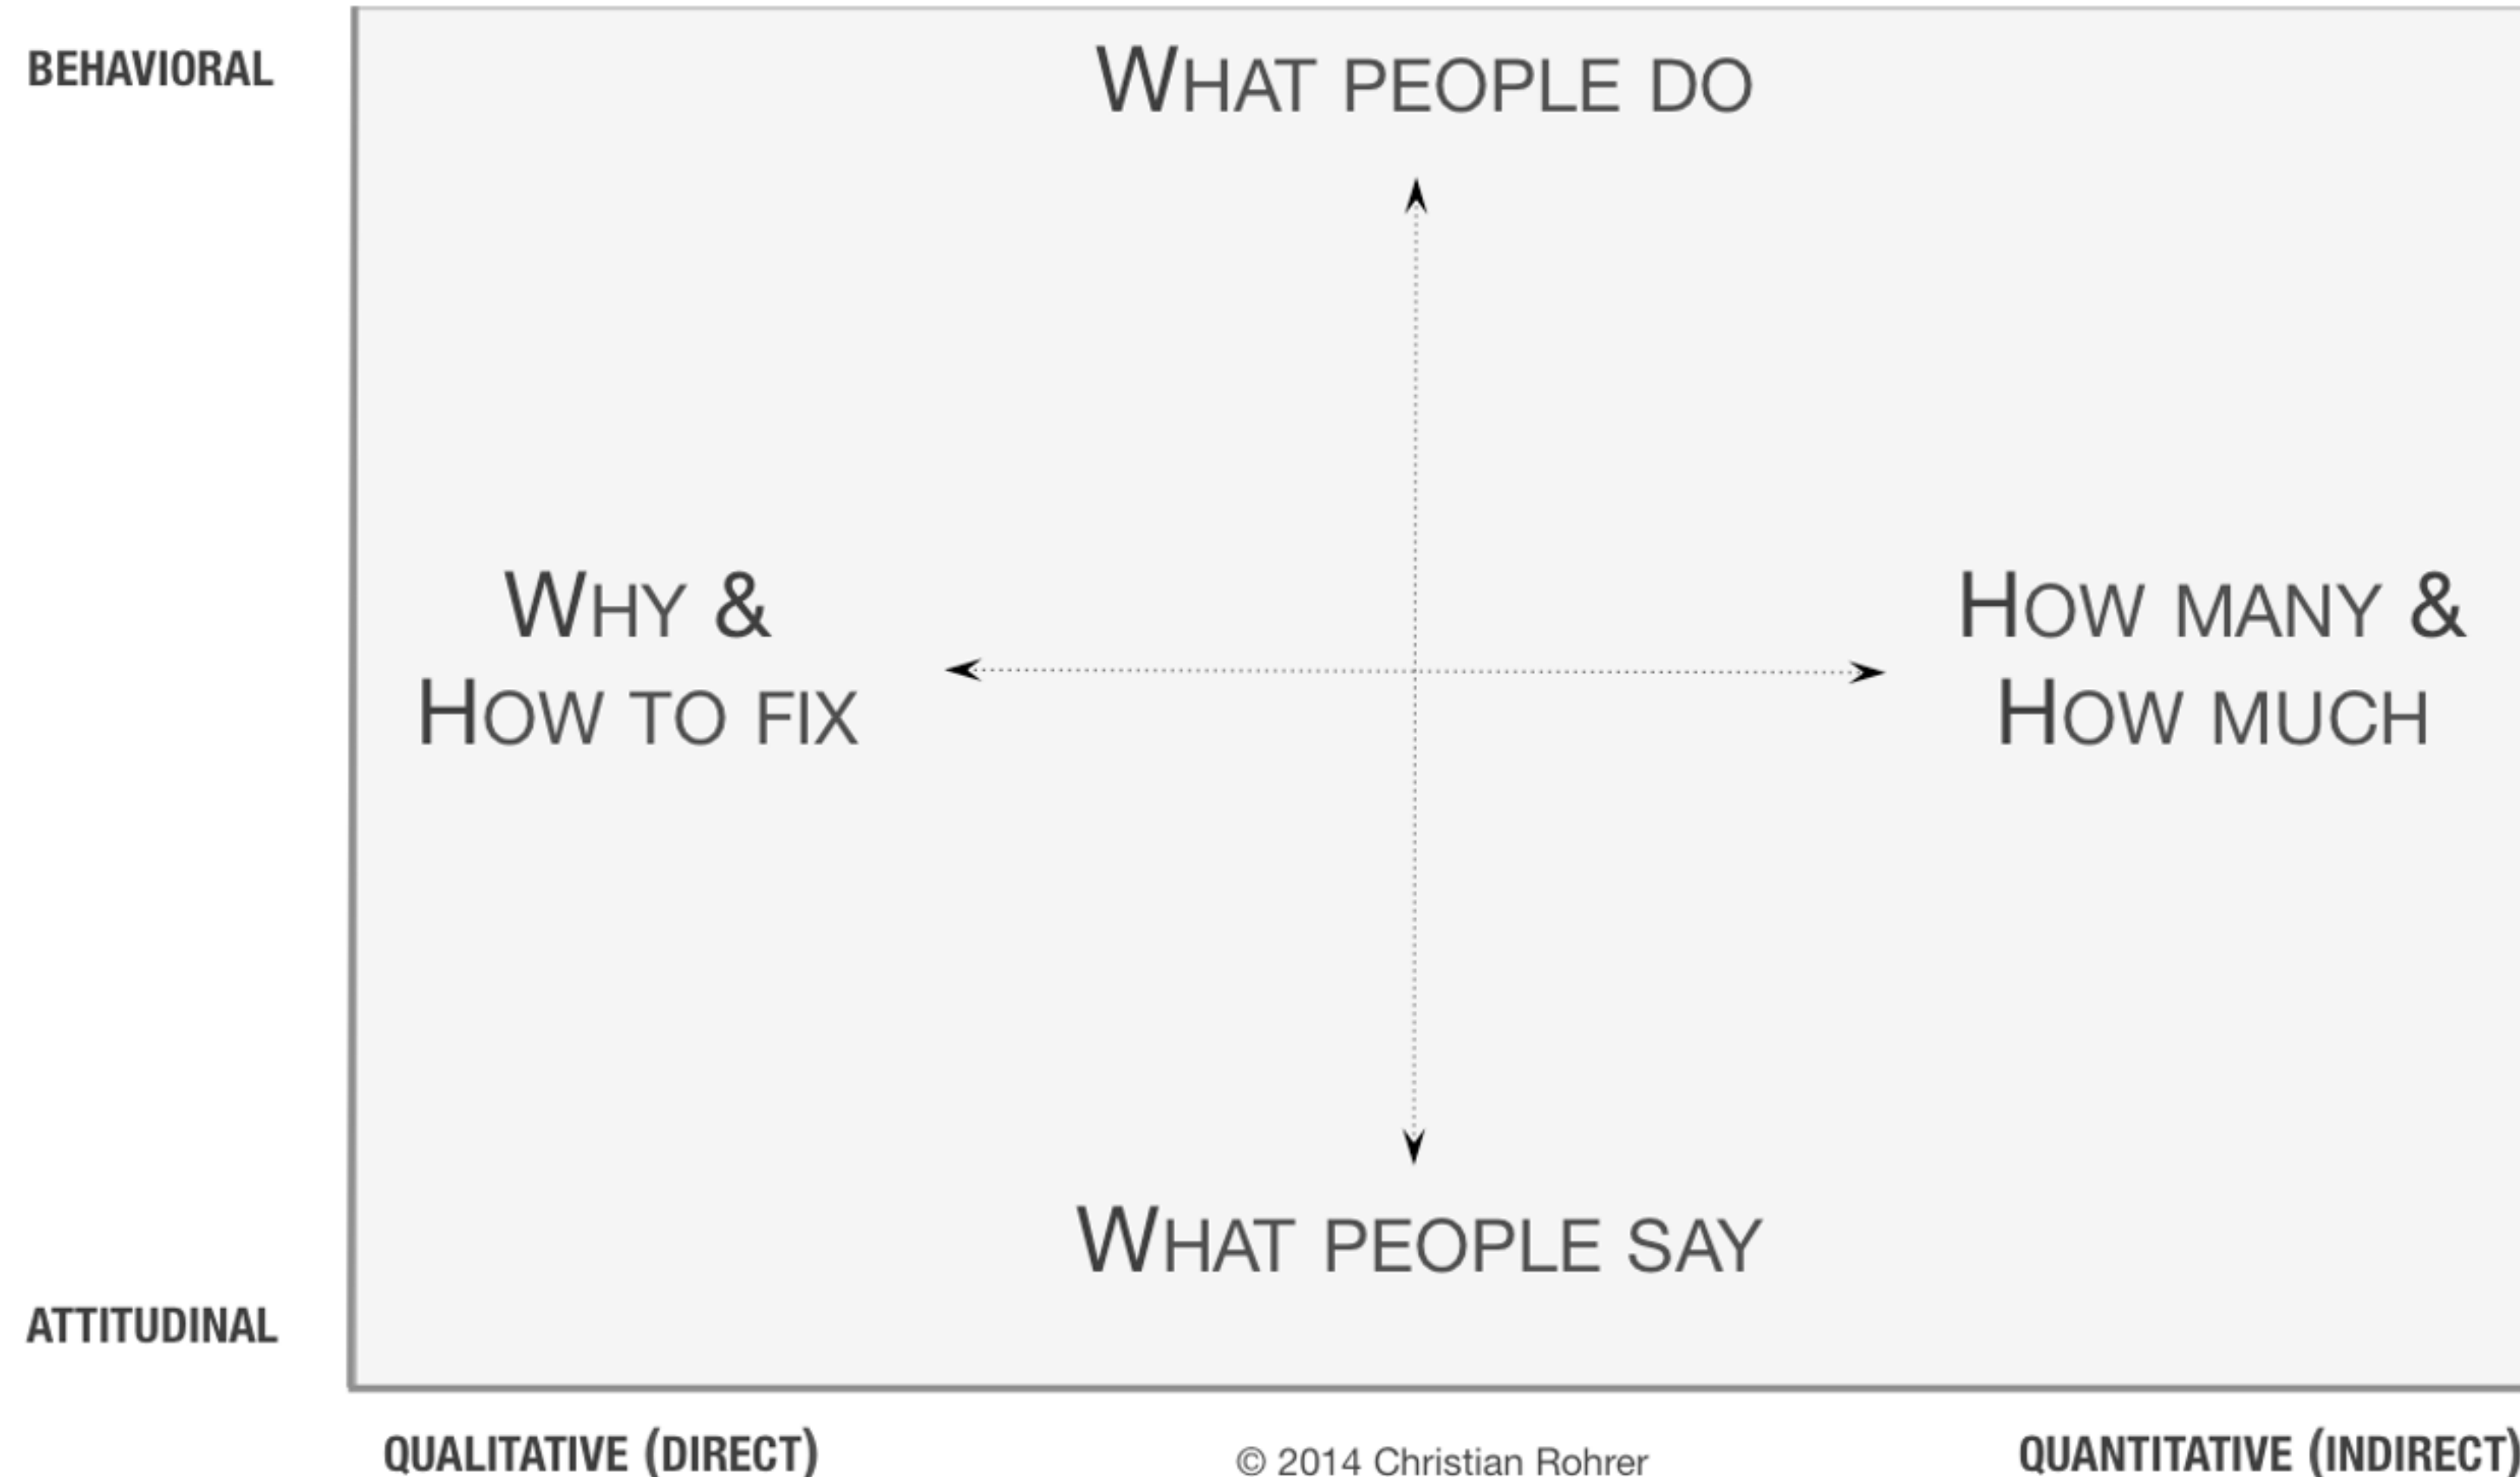 BEHAVIORAL
WHAT PEOPLE DO
WHY &
HOW TO FIX
HOW MANY &
HOW MUCH
WHAT PEOPLE SAY
ATTITUDINAL
QUALITATIVE (DIRECT)
© 2014 Christian Rohrer
QUANTITATIVE (INDIRECT)